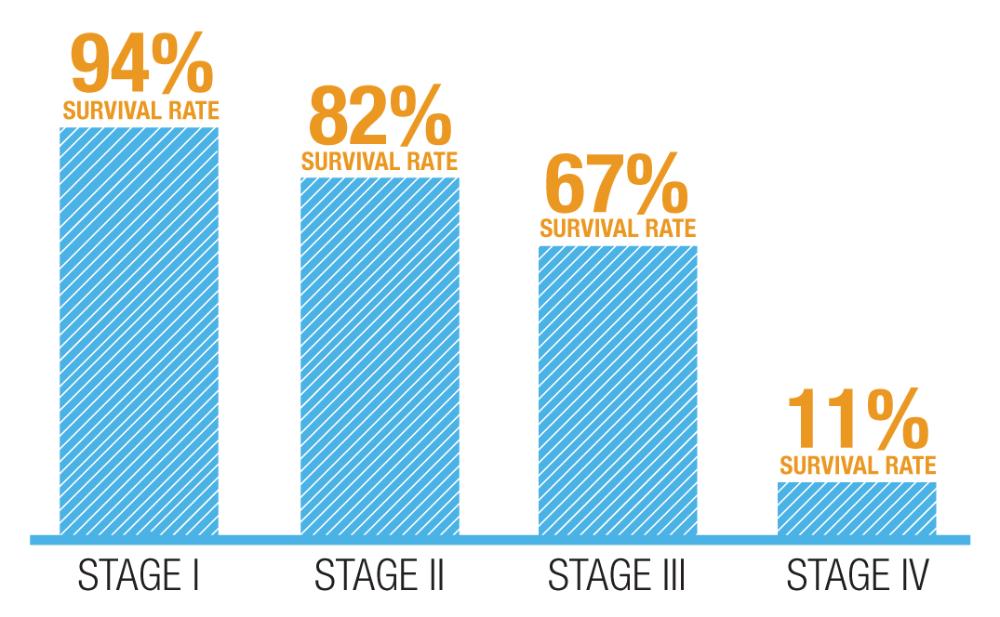 94%
SURVIVAL RATE
82%
SURVIVAL RATE
67%
SURVIVAL RATE
11%
SURVIVAL RATE
STAGE I
STAGE II
STAGE III
STAGE IV